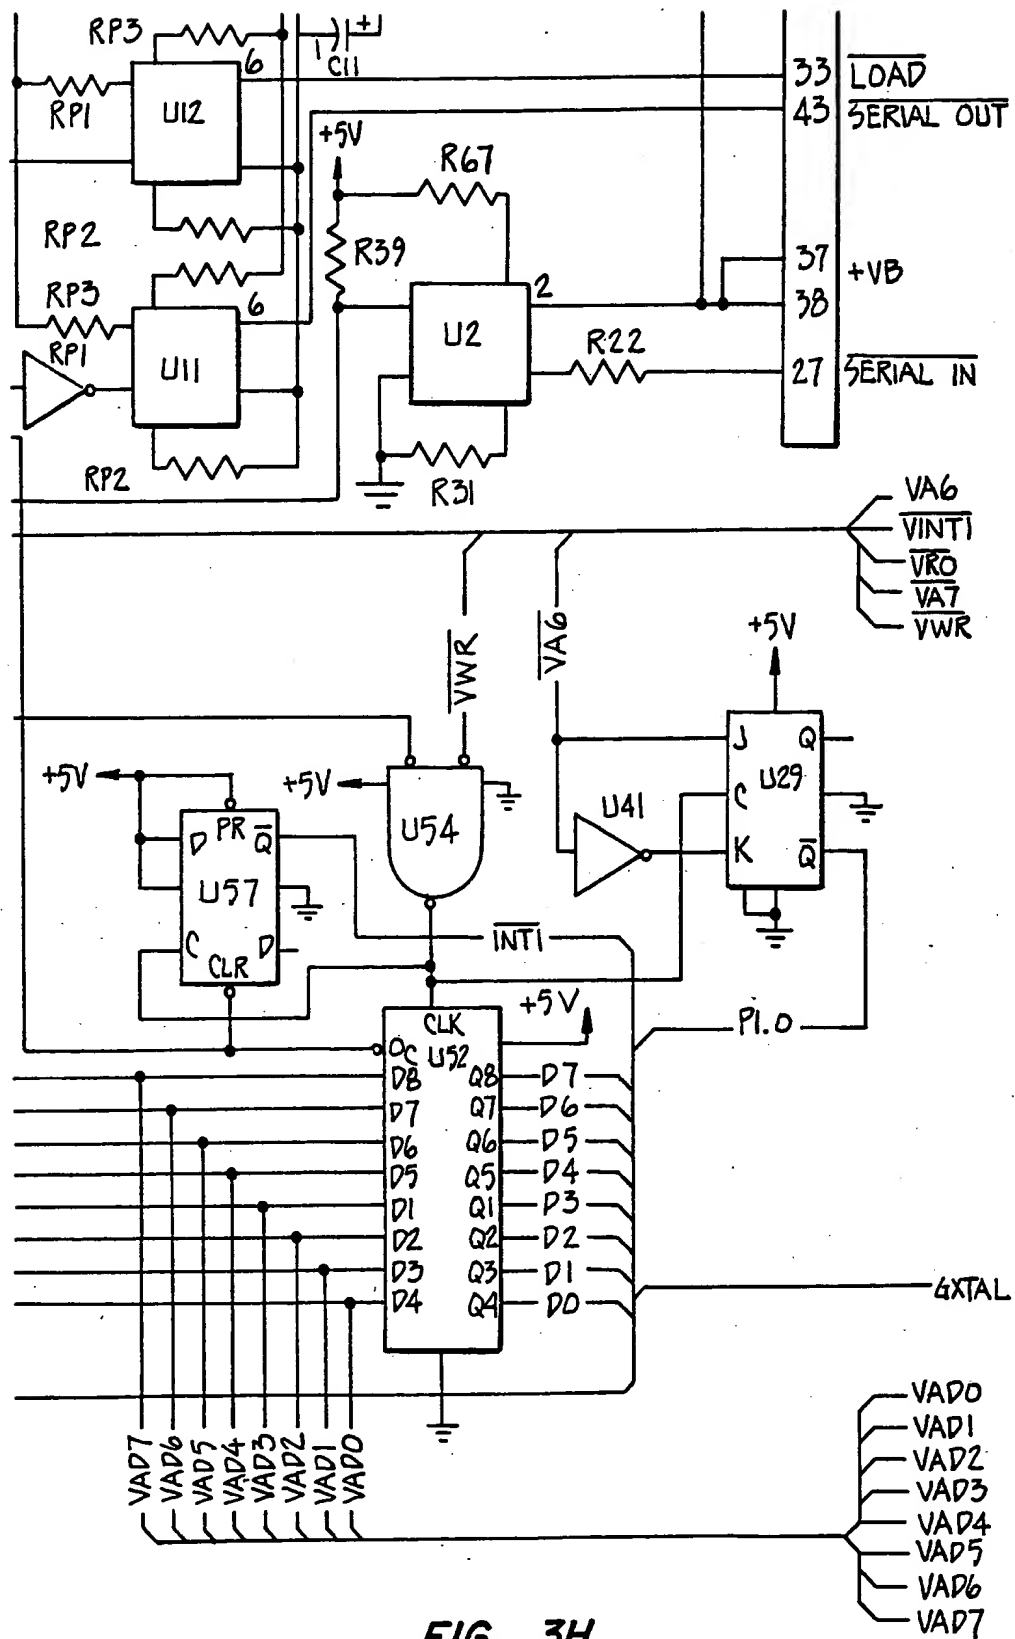 RP3
+
1
C11
6
RP1
U12
33 LOAD
43 SERIAL OUT
+5V
R67
RP2
R39
37
+VB
38
RP3
6
2
RP1
U11
U2
R22
27 SERIAL IN
RP2
R31
VA6
VINT1
VRO
VA7
VWR
VWR
VA6
+5V
J Q
U29
C
K Q
U41
+5V
+5V
U54
PR
D Q
U57
C D
CLR
INT1
+5V
P1.0
CLK
OC U52
D8 Q8 D7
D7 Q7 D6
D6 Q6 D5
D5 Q5 D4
D1 Q1 D3
D2 Q2 D2
D3 Q3 D1
D4 Q4 D0
GXTAL
VAD7
VAD6
VAD5
VAD4
VAD3
VAD2
VAD1
VAD0
VAD0
VAD1
VAD2
VAD3
VAD4
VAD5
VAD6
VAD7
FIG. 3H